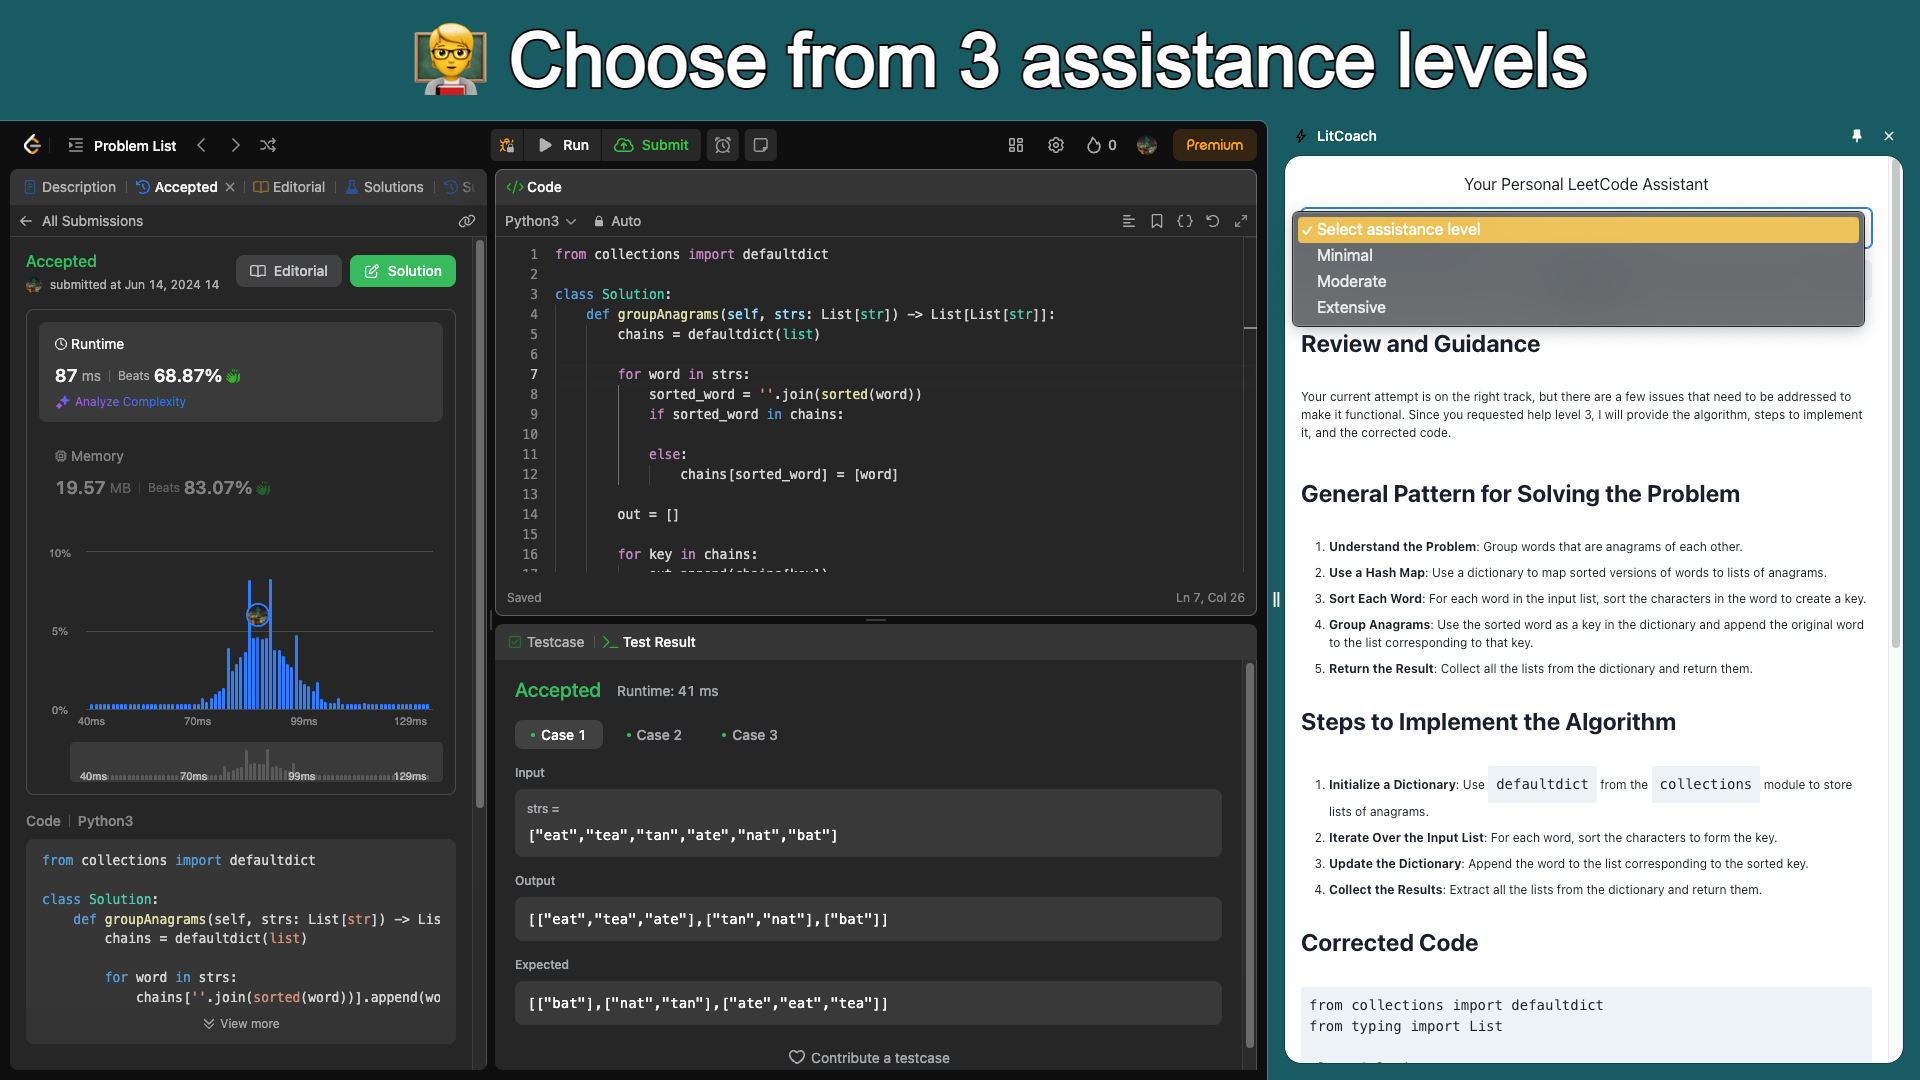 Choose from 3 assistance levels
Problem List
Run
Submit
0
Premium
Description
Accepted
Editorial
Solutions
All Submissions
Accepted
submitted at Jun 14, 2024 14
Editorial
Solution
Runtime
87 ms | Beats 68.87%
Analyze Complexity
Memory
19.57 MB | Beats 83.07%
10%
5%
0%
40ms
70ms
99ms
129ms
40ms
70ms
99ms
129ms
Code | Python3
from collections import defaultdict
class Solution:
def groupAnagrams(self, strs: List[str]) -> Lis
chains = defaultdict(list)
for word in strs:
chains[''.join(sorted(word))].append(wo
View more
</> Code
Python3
Auto
1 from collections import defaultdict
2
3 class Solution:
4 def groupAnagrams(self, strs: List[str]) -> List[List[str]]:
5 chains = defaultdict(list)
6
7 for word in strs:
8 sorted_word = ''.join(sorted(word))
9 if sorted_word in chains:
10
11 else:
12 chains[sorted_word] = [word]
13
14 out = []
15
16 for key in chains:
17 out.append(chains[key])
Saved
Ln 7, Col 26
Testcase
>_ Test Result
Accepted
Runtime: 41 ms
Case 1
Case 2
Case 3
Input
strs =
["eat","tea","tan","ate","nat","bat"]
Output
[["eat","tea","ate"],["tan","nat"],["bat"]]
Expected
[["bat"],["nat","tan"],["ate","eat","tea"]]
Contribute a testcase
LitCoach
Your Personal LeetCode Assistant
✓ Select assistance level
Minimal
Moderate
Extensive
Review and Guidance
Your current attempt is on the right track, but there are a few issues that need to be addressed to
make it functional. Since you requested help level 3, I will provide the algorithm, steps to implement
it, and the corrected code.
General Pattern for Solving the Problem
1. Understand the Problem: Group words that are anagrams of each other.
2. Use a Hash Map: Use a dictionary to map sorted versions of words to lists of anagrams.
3. Sort Each Word: For each word in the input list, sort the characters in the word to create a key.
4. Group Anagrams: Use the sorted word as a key in the dictionary and append the original word
to the list corresponding to that key.
5. Return the Result: Collect all the lists from the dictionary and return them.
Steps to Implement the Algorithm
1. Initialize a Dictionary: Use defaultdict from the collections module to store
lists of anagrams.
2. Iterate Over the Input List: For each word, sort the characters to form the key.
3. Update the Dictionary: Append the word to the list corresponding to the sorted key.
4. Collect the Results: Extract all the lists from the dictionary and return them.
Corrected Code
from collections import defaultdict
from typing import List